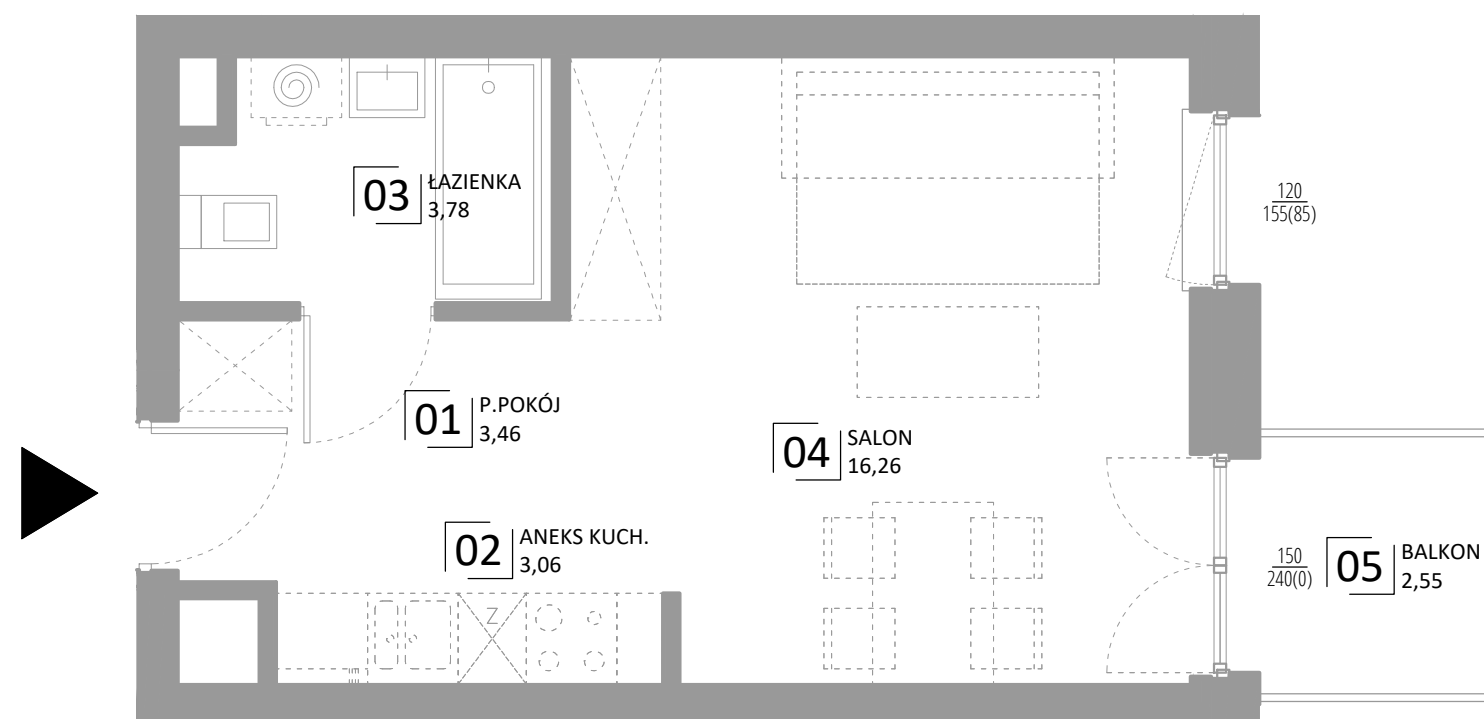 03 ŁAZIENKA
3,78
120
155(85)
01 P.POKÓJ
3,46
04 SALON
16,26
02 ANEKS KUCH.
3,06
150
240(0)
05 BALKON
2,55
Z